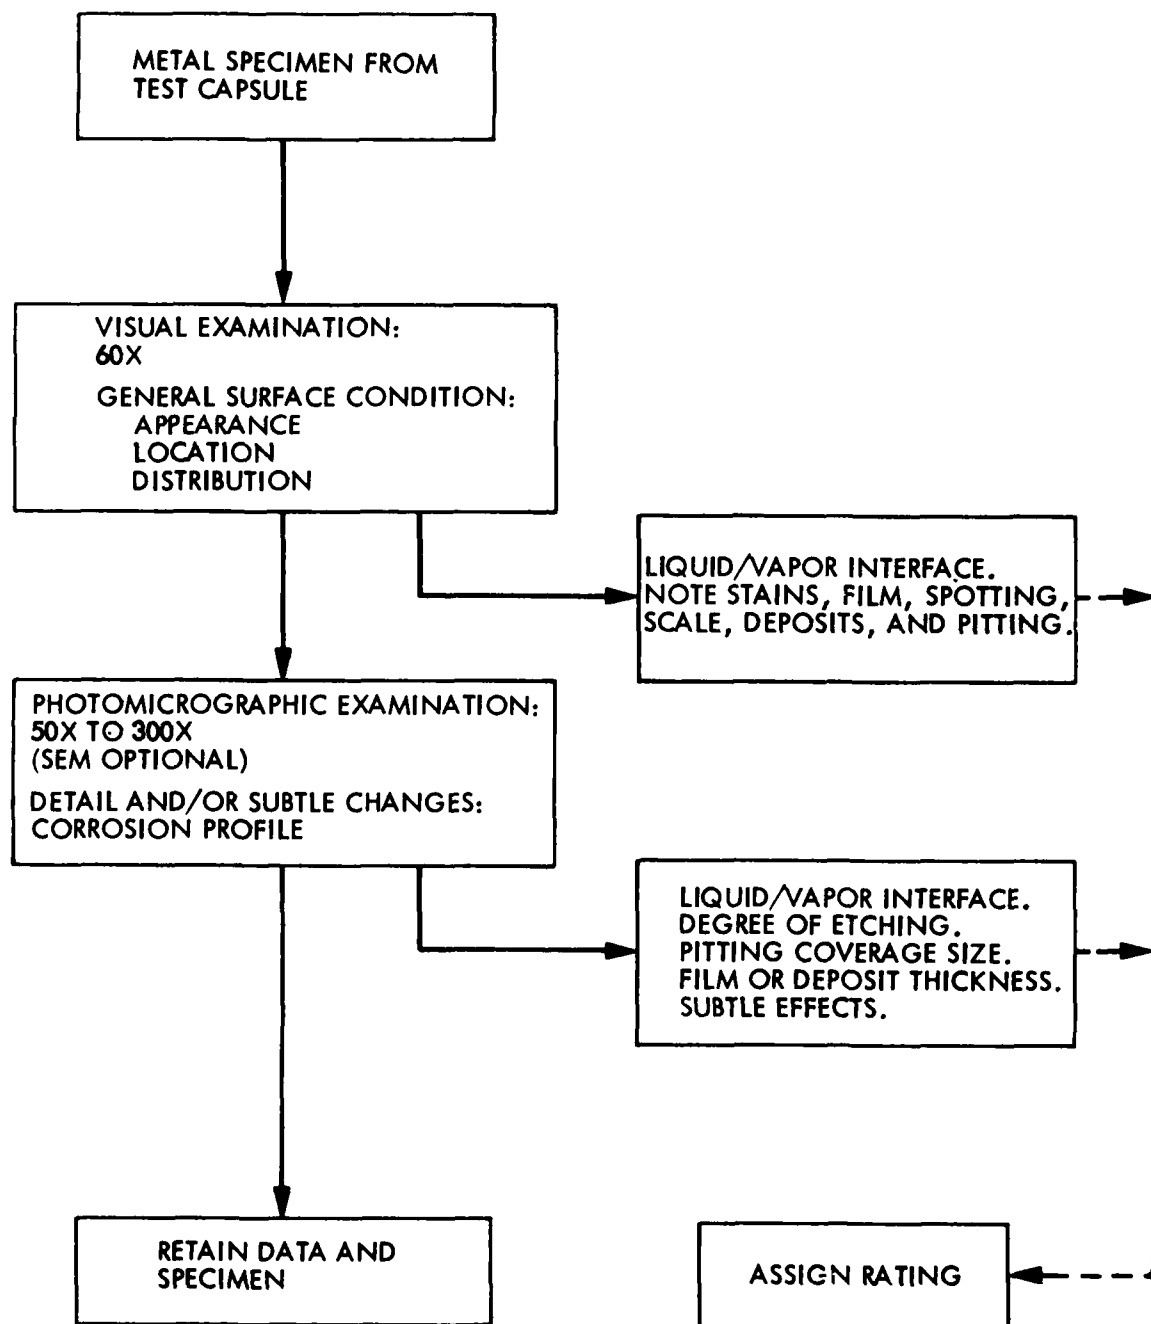 METAL SPECIMEN FROM
TEST CAPSULE
VISUAL EXAMINATION:
60X
GENERAL SURFACE CONDITION:
APPEARANCE
LOCATION
DISTRIBUTION
LIQUID/VAPOR INTERFACE.
NOTE STAINS, FILM, SPOTTING,
SCALE, DEPOSITS, AND PITTING.
PHOTOMICROGRAPHIC EXAMINATION:
50X TO 300X
(SEM OPTIONAL)
DETAIL AND/OR SUBTLE CHANGES:
CORROSION PROFILE
LIQUID/VAPOR INTERFACE.
DEGREE OF ETCHING.
PITTING COVERAGE SIZE.
FILM OR DEPOSIT THICKNESS.
SUBTLE EFFECTS.
RETAIN DATA AND
SPECIMEN
ASSIGN RATING